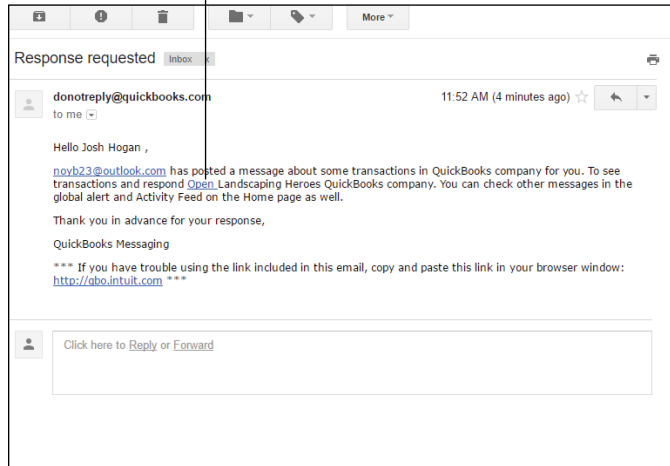 More
Response requested Inbox x
donotreply@quickbooks.com 11:52 AM (4 minutes ago)
to me
Hello Josh Hogan ,
novb23@outlook.com has posted a message about some transactions in QuickBooks company for you. To see
transactions and respond Open Landscaping Heroes QuickBooks company. You can check other messages in the
global alert and Activity Feed on the Home page as well.
Thank you in advance for your response,
QuickBooks Messaging
*** If you have trouble using the link included in this email, copy and paste this link in your browser window:
http://qbo.intuit.com ***
Click here to Reply or Forward